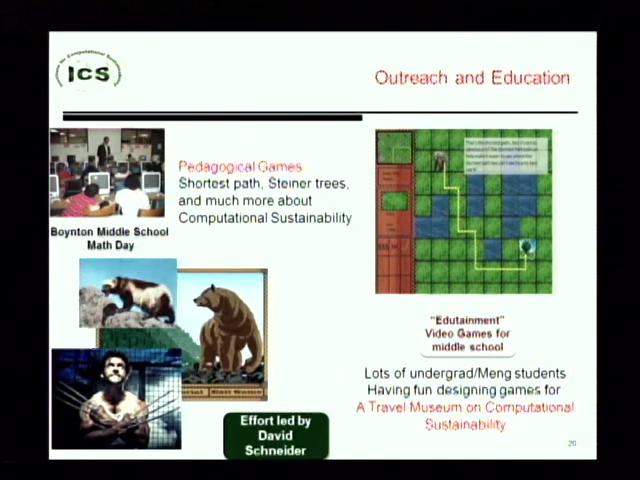 ICS
Outreach and Education
Pedagogical Games
Shortest path, Steiner trees,
and much more about
Computational Sustainability
Boynton Middle School
Math Day
"Edutainment"
Video Games for
middle school
Lots of undergrad/Meng students
Having fun designing games for
A Travel Museum on Computational
Sustainability
Effort led by
David
Schneider
20